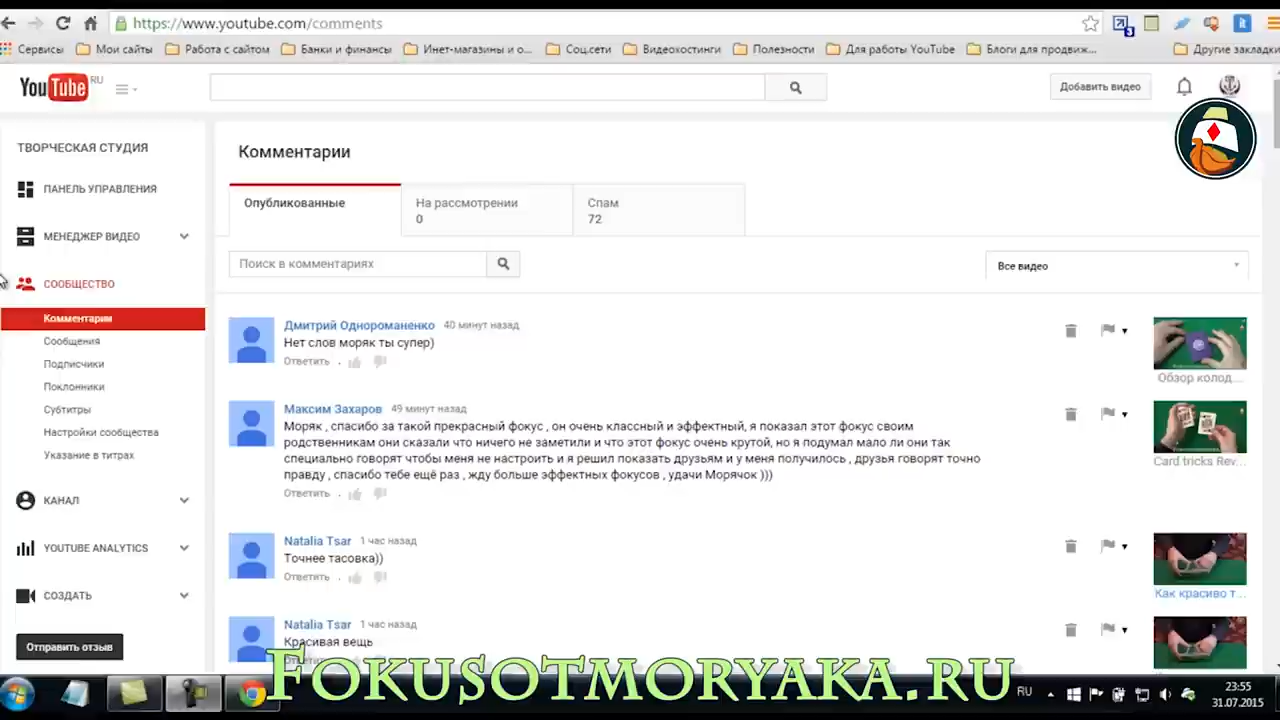 https://www.youtube.com/comments
3
Сервисы
Мои сайты
Работа с сайтом
Банки и финансы
Инет-магазины и о...
Соц.сети
Видеохостинги
Полезности
Для работы YouTube
Блоги для продвиж...
Другие закладки
YouTube RU
Добавить видео
ТВОРЧЕСКАЯ СТУДИЯ
ПАНЕЛЬ УПРАВЛЕНИЯ
МЕНЕДЖЕР ВИДЕО
СООБЩЕСТВО
Комментарии
Сообщения
Подписчики
Поклонники
Субтитры
Настройки сообщества
Указание в титрах
КАНАЛ
YOUTUBE ANALYTICS
СОЗДАТЬ
Отправить отзыв
Комментарии
Опубликованные
На рассмотрении
0
Спам
72
Поиск в комментариях
Все видео
Дмитрий Однороманенко 40 минут назад
Нет слов моряк ты супер)
Ответить
Обзор колод...
Максим Захаров 49 минут назад
Моряк , спасибо за такой прекрасный фокус , он очень классный и эффектный, я показал этот фокус своим
родственникам они сказали что ничего не заметили и что этот фокус очень крутой, но я подумал мало ли они так
специально говорят чтобы меня не настроить и я решил показать друзьям и у меня получилось , друзья говорят точно
правду , спасибо тебе ещё раз , жду больше эффектных фокусов , удачи Морячок )))
Ответить
Card tricks Rev...
Natalia Tsar 1 час назад
Точнее тасовка))
Ответить
Как красиво т...
Natalia Tsar 1 час назад
Красивая вещь
Fokusotmoryaka.ru
RU
23:55
31.07.2015